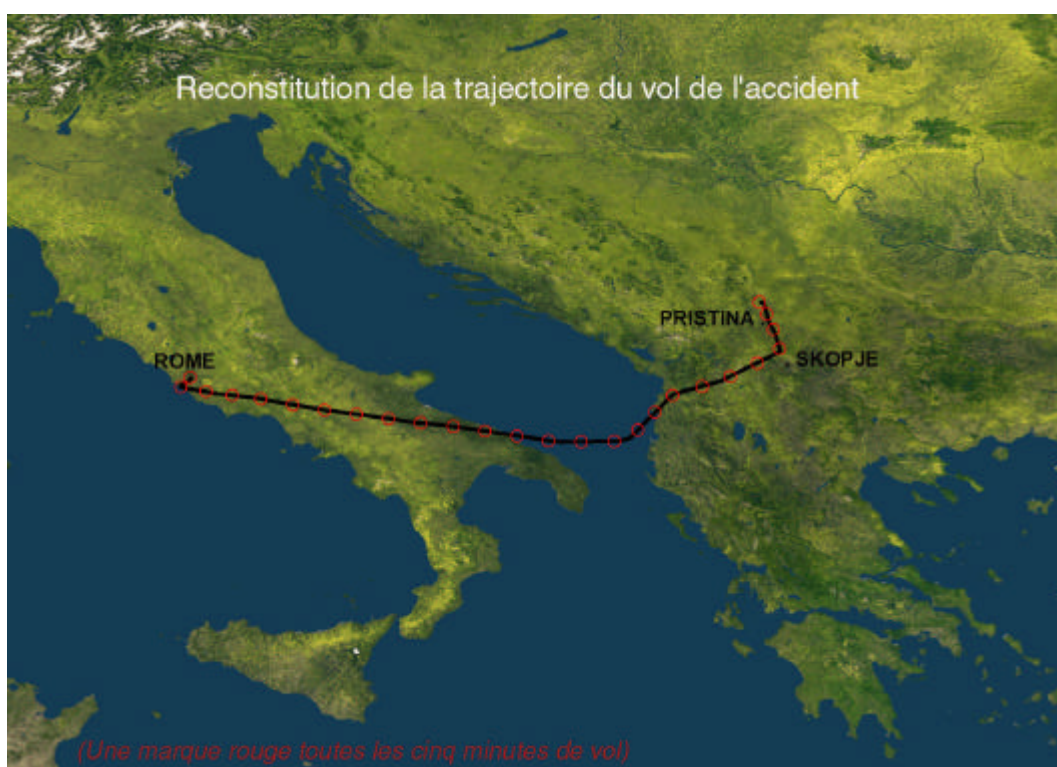 Reconstitution de la trajectoire du vol de l'accident
PRISTINA
ROME
SKOPJE
(Une marque rouge toutes les cinq minutes de vol)